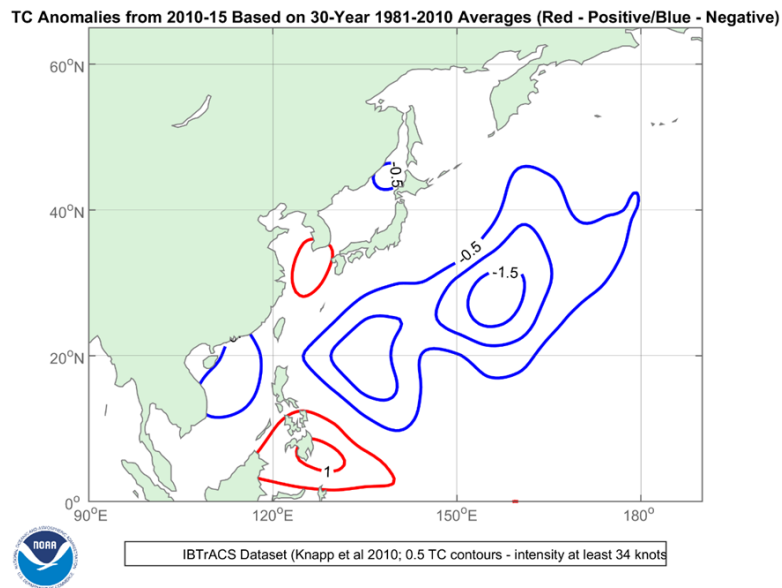 TC Anomalies from 2010-15 Based on 30-Year 1981-2010 Averages (Red - Positive/Blue - Negative)
60°N
-0.5
40°N
-0.5
-1.5
20°N
1
0°
90°E
120°E
150°E
180°
NOAA
IBTrACS Dataset (Knapp et al 2010; 0.5 TC contours - intensity at least 34 knots